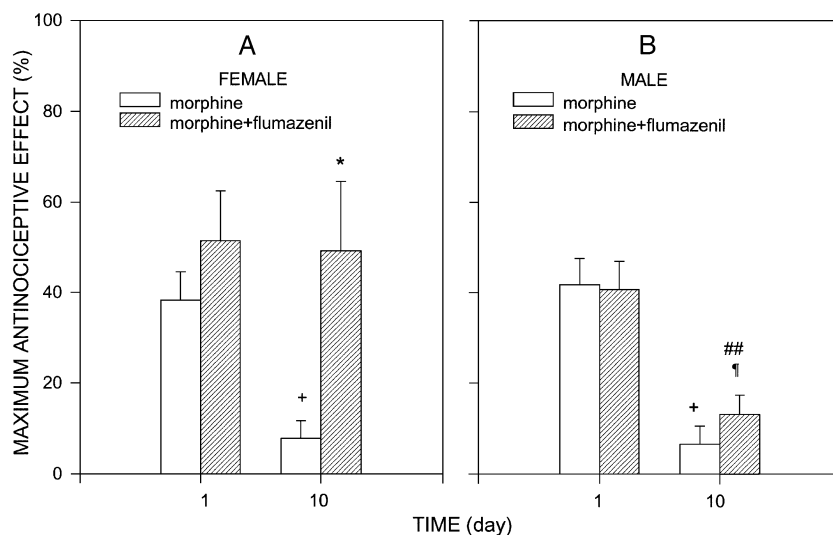 MAXIMUM ANTINOCICEPTIVE EFFECT (%)
100
80
60
40
20
0
A
FEMALE
morphine
morphine+flumazenil
*
+
1 10
B
MALE
morphine
morphine+flumazenil
##
¶
+
1 10
TIME (day)